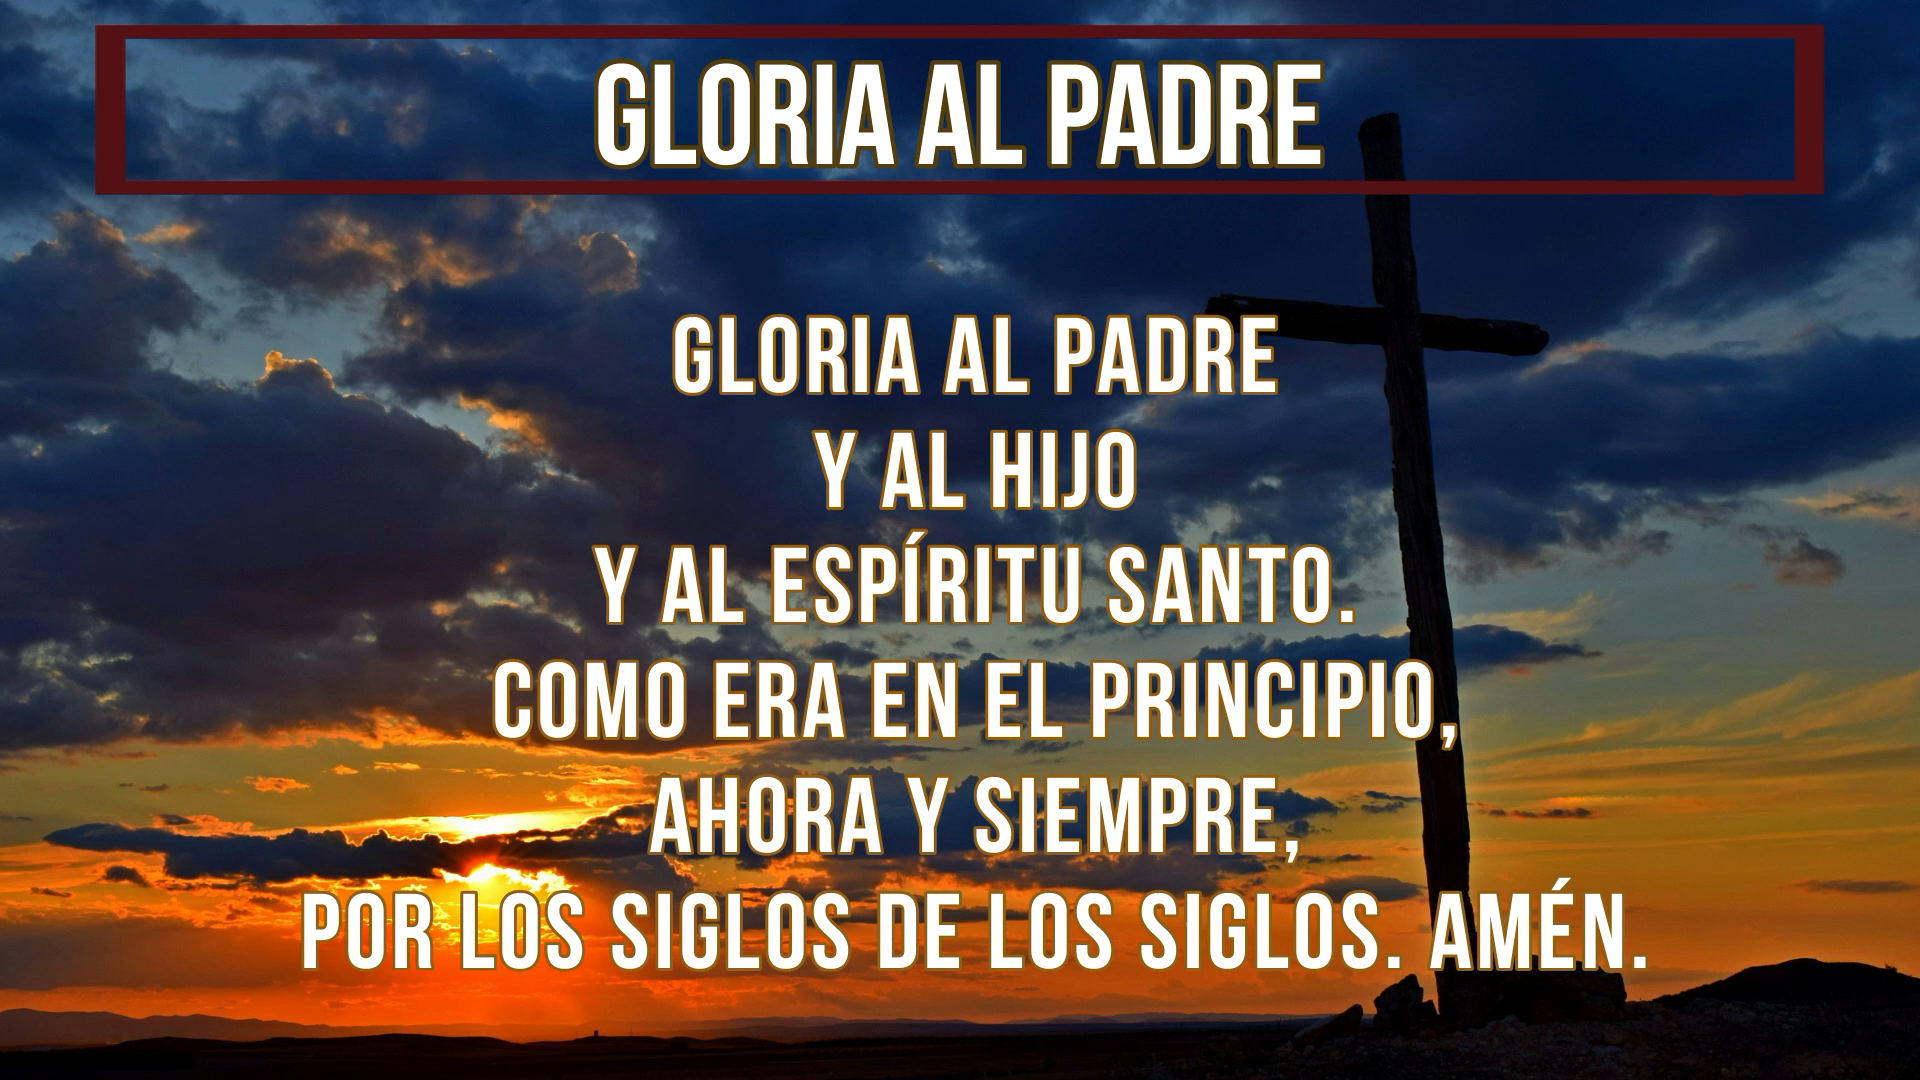 GLORIA AL PADRE
GLORIA AL PADRE
Y AL HIJO
Y AL ESPÍRITU SANTO.
COMO ERA EN EL PRINCIPIO,
AHORA Y SIEMPRE,
POR LOS SIGLOS DE LOS SIGLOS. AMÉN.